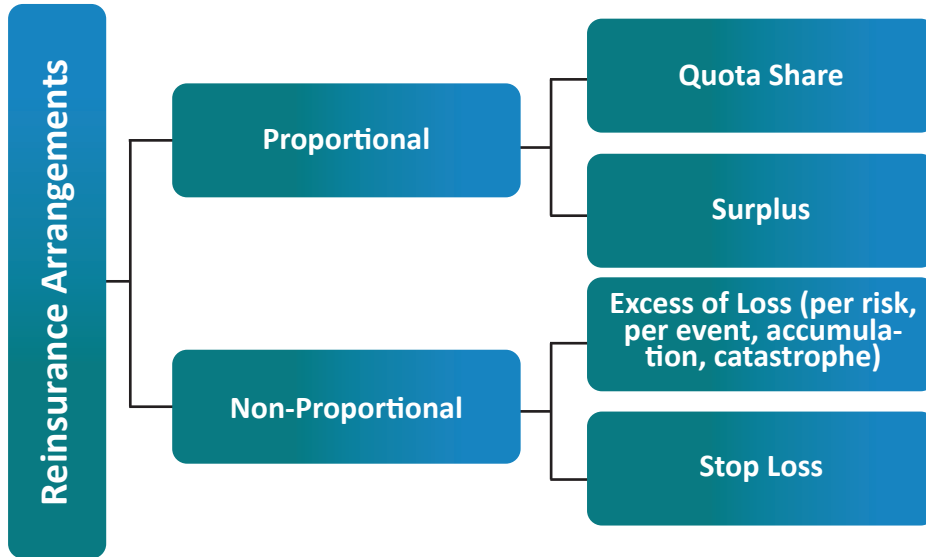 Reinsurance Arrangements
Proportional
Quota Share
Surplus
Non-Proportional
Excess of Loss (per risk,
per event, accumula-
tion, catastrophe)
Stop Loss